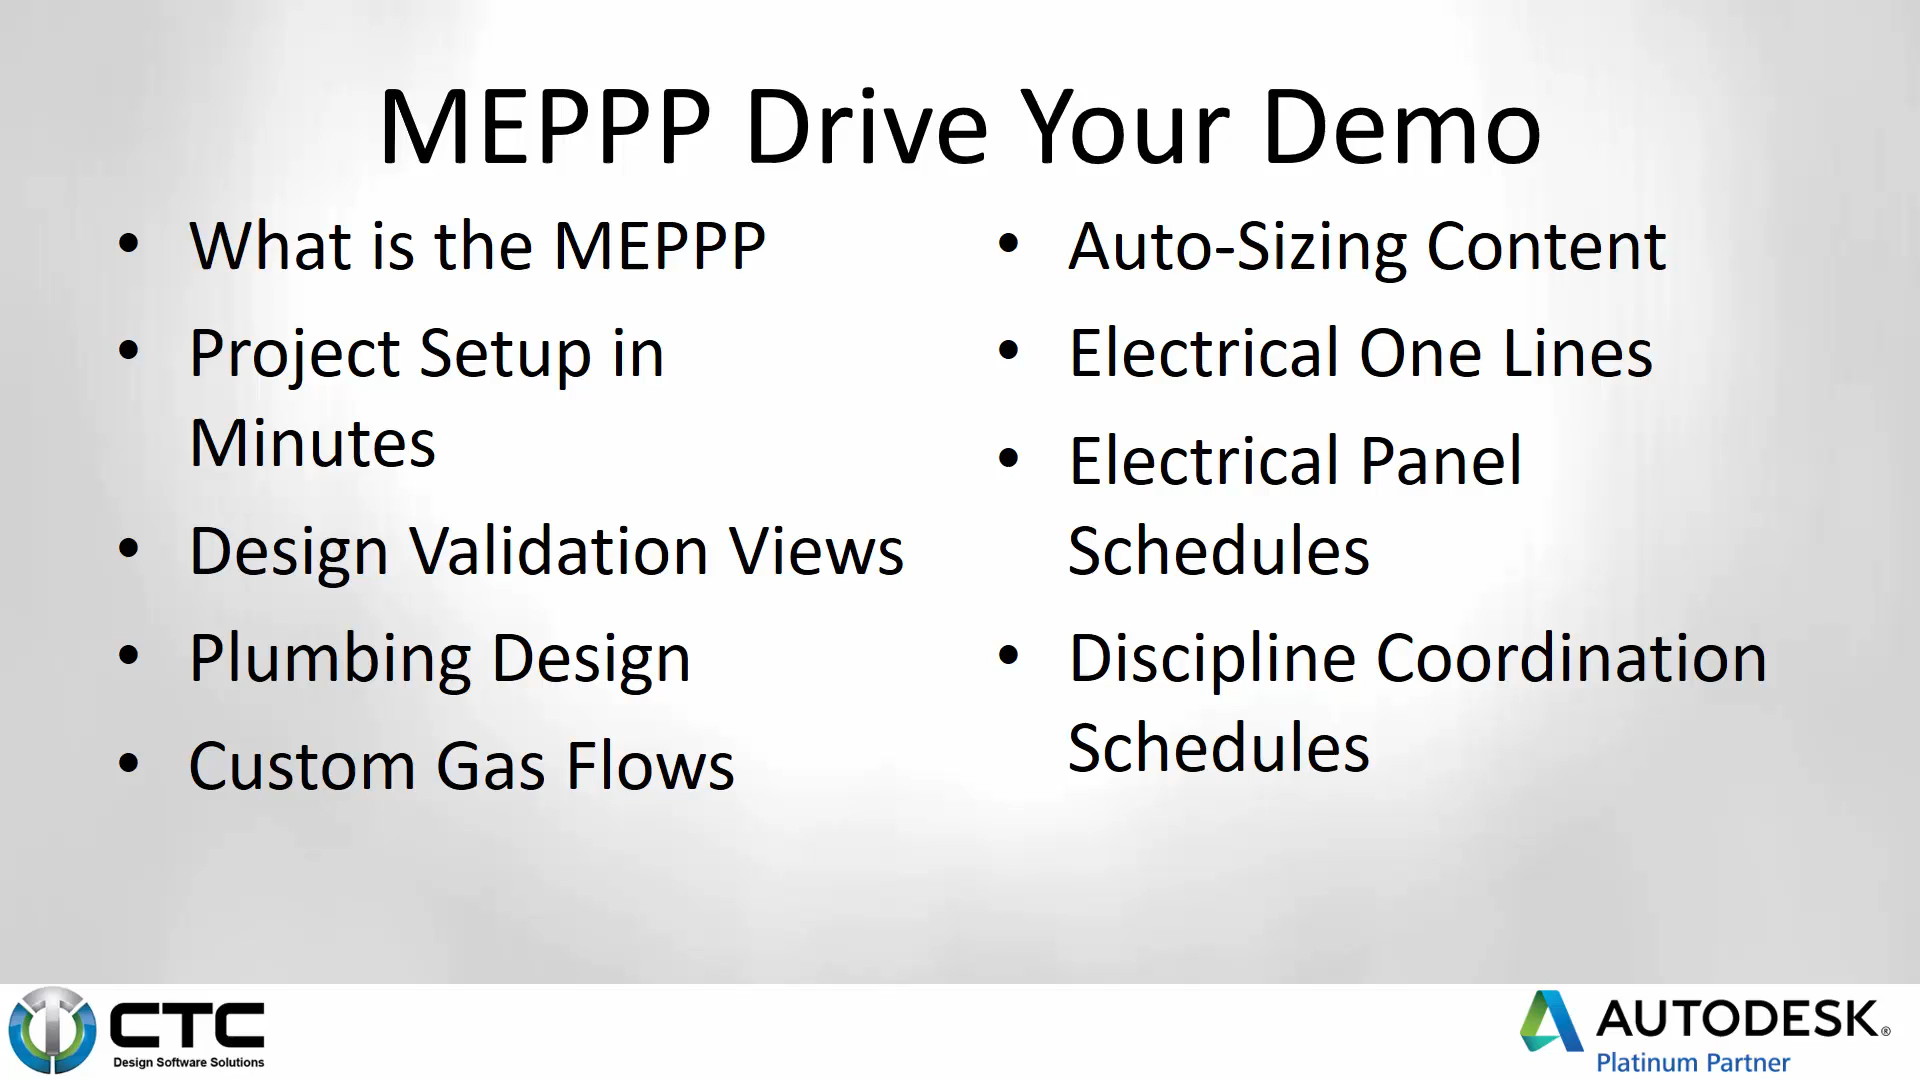 MEPPP Drive Your Demo
• What is the MEPPP
• Project Setup in
Minutes
• Design Validation Views
• Plumbing Design
• Custom Gas Flows
• Auto-Sizing Content
• Electrical One Lines
• Electrical Panel
Schedules
• Discipline Coordination
Schedules
CTC
Design Software Solutions
AUTODESK®
Platinum Partner